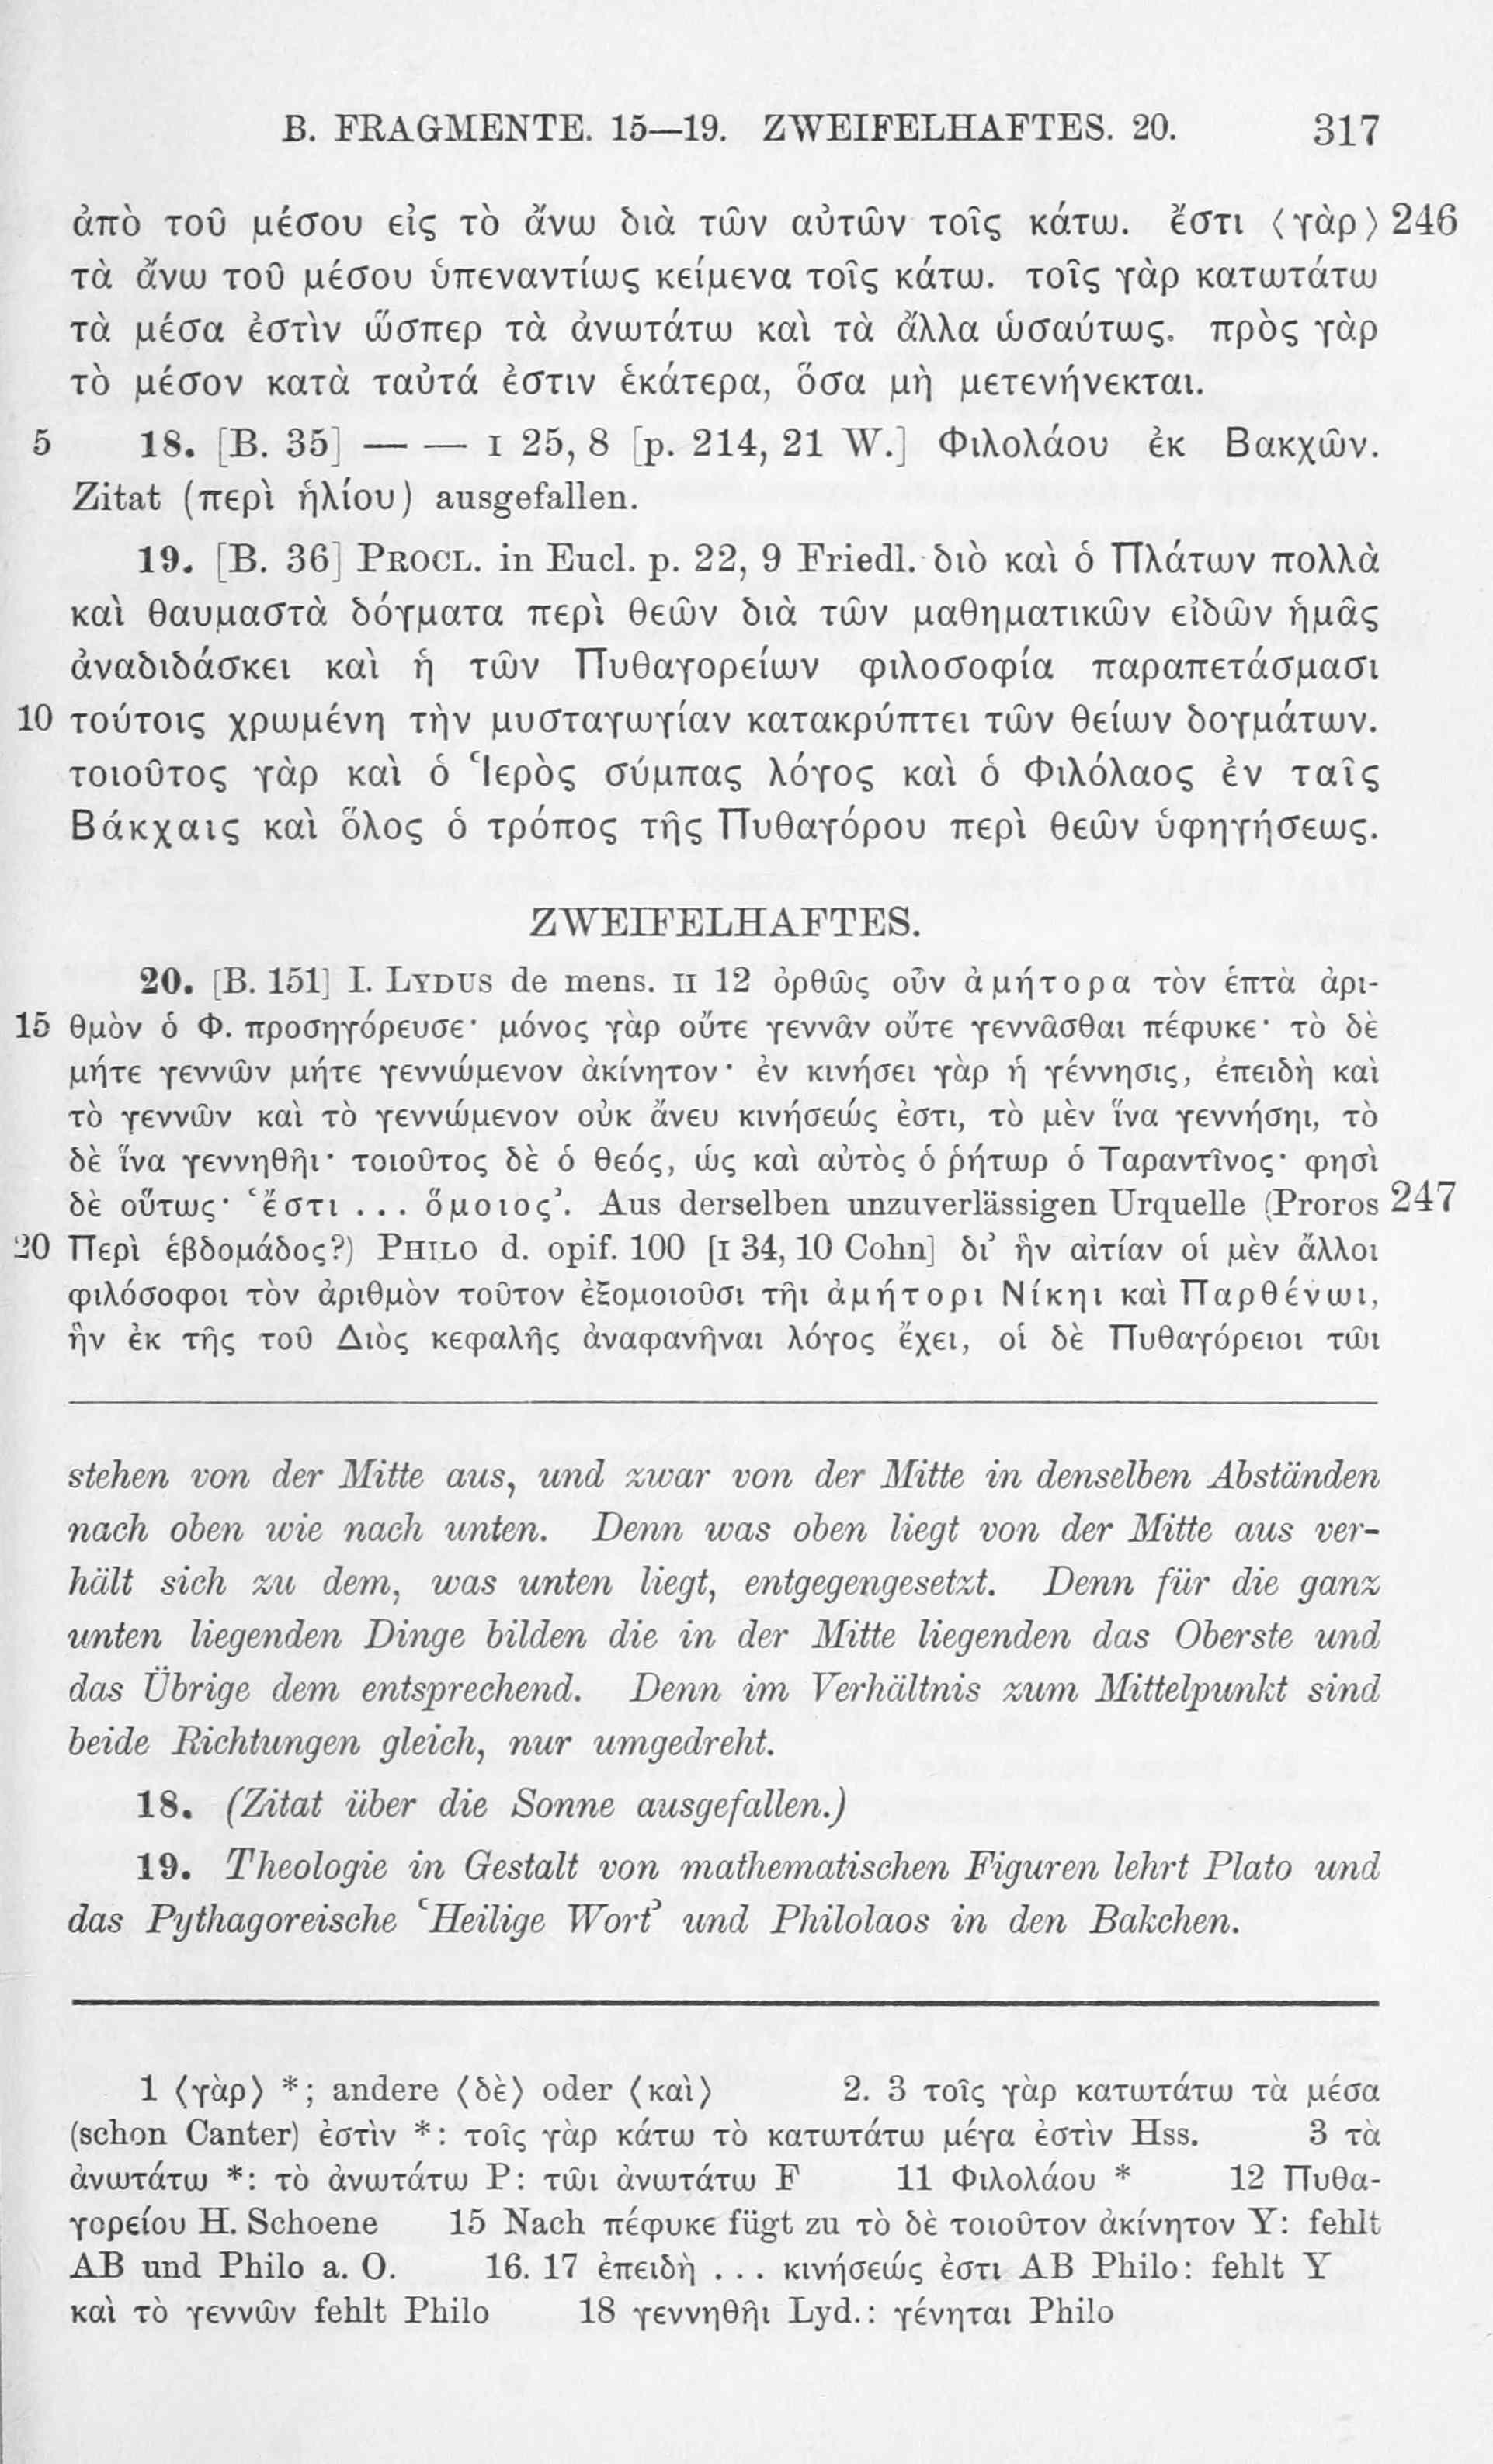 B. FRAGMENTE. 15—19. ZWEIFELHAFTES. 20. 317
ἀπὸ τοῦ μέσου εἰς τὸ ἄνω διὰ τῶν αὐτῶν τοῖς κάτω. ἔστι ⟨γὰρ⟩ 246
τὰ ἄνω τοῦ μέσου ὑπεναντίως κείμενα τοῖς κάτω. τοῖς γὰρ κατωτάτω
τὰ μέσα ἐστὶν ὥσπερ τὰ ἀνωτάτω καὶ τὰ ἄλλα ὡσαύτως. πρὸς γὰρ
τὸ μέσον κατὰ ταὐτά ἐστιν ἑκάτερα, ὅσα μὴ μετενήνεκται.
5 18. [B. 35] — — I 25, 8 [p. 214, 21 W.] Φιλολάου ἐκ Βακχῶν.
Zitat (περὶ ἡλίου) ausgefallen.
19. [B. 36] PROCL. in Eucl. p. 22, 9 Friedl. διὸ καὶ ὁ Πλάτων πολλὰ
καὶ θαυμαστὰ δόγματα περὶ θεῶν διὰ τῶν μαθηματικῶν εἰδῶν ἡμᾶς
ἀναδιδάσκει καὶ ἡ τῶν Πυθαγορείων φιλοσοφία παραπετάσμασι
10 τούτοις χρωμένη τὴν μυσταγωγίαν κατακρύπτει τῶν θείων δογμάτων.
τοιοῦτος γὰρ καὶ ὁ Ἱερὸς σύμπας λόγος καὶ ὁ Φιλόλαος ἐν ταῖς
Βάκχαις καὶ ὅλος ὁ τρόπος τῆς Πυθαγόρου περὶ θεῶν ὑφηγήσεως.
ZWEIFELHAFTES.
20. [B. 151] I. LYDUS de mens. II 12 ὀρθῶς οὖν ἀμήτορα τὸν ἑπτὰ ἀρι-
15 θμὸν ὁ Φ. προσηγόρευσε· μόνος γὰρ οὔτε γεννᾶν οὔτε γεννᾶσθαι πέφυκε· τὸ δὲ
μήτε γεννῶν μήτε γεννώμενον ἀκίνητον· ἐν κινήσει γὰρ ἡ γέννησις, ἐπειδὴ καὶ
τὸ γεννῶν καὶ τὸ γεννώμενον οὐκ ἄνευ κινήσεώς ἐστι, τὸ μὲν ἵνα γεννήσηι, τὸ
δὲ ἵνα γεννηθῆι· τοιοῦτος δὲ ὁ θεός, ὡς καὶ αὐτὸς ὁ ῥήτωρ ὁ Ταραντῖνος· φησὶ
δὲ οὕτως· ‘ἔστι ... ὅμοιος’. Aus derselben unzuverlässigen Urquelle (Proros 247
20 Περὶ ἑβδομάδος?) PHILO d. opif. 100 [I 34, 10 Cohn] δι’ ἣν αἰτίαν οἱ μὲν ἄλλοι
φιλόσοφοι τὸν ἀριθμὸν τοῦτον ἐξομοιοῦσι τῆι ἀμήτορι Νίκηι καὶ Παρθένωι,
ἣν ἐκ τῆς τοῦ Διὸς κεφαλῆς ἀναφανῆναι λόγος ἔχει, οἱ δὲ Πυθαγόρειοι τῶι
stehen von der Mitte aus, und zwar von der Mitte in denselben Abständen
nach oben wie nach unten. Denn was oben liegt von der Mitte aus ver-
hält sich zu dem, was unten liegt, entgegengesetzt. Denn für die ganz
unten liegenden Dinge bilden die in der Mitte liegenden das Oberste und
das Übrige dem entsprechend. Denn im Verhältnis zum Mittelpunkt sind
beide Richtungen gleich, nur umgedreht.
18. (Zitat über die Sonne ausgefallen.)
19. Theologie in Gestalt von mathematischen Figuren lehrt Plato und
das Pythagoreische ‘Heilige Wort’ und Philolaos in den Bakchen.
1 ⟨γὰρ⟩ *; andere ⟨δὲ⟩ oder ⟨καὶ⟩ 2. 3 τοῖς γὰρ κατωτάτω τὰ μέσα
(schon Canter) ἐστὶν *: τοῖς γὰρ κάτω τὸ κατωτάτω μέγα ἐστὶν Hss. 3 τὰ
ἀνωτάτω *: τὸ ἀνωτάτω P: τῶι ἀνωτάτω F 11 Φιλολάου * 12 Πυθα-
γορείου H. Schoene 15 Nach πέφυκε fügt zu τὸ δὲ τοιοῦτον ἀκίνητον Y: fehlt
AB und Philo a. O. 16. 17 ἐπειδὴ ... κινήσεώς ἐστι AB Philo: fehlt Y
καὶ τὸ γεννῶν fehlt Philo 18 γεννηθῆι Lyd.: γένηται Philo